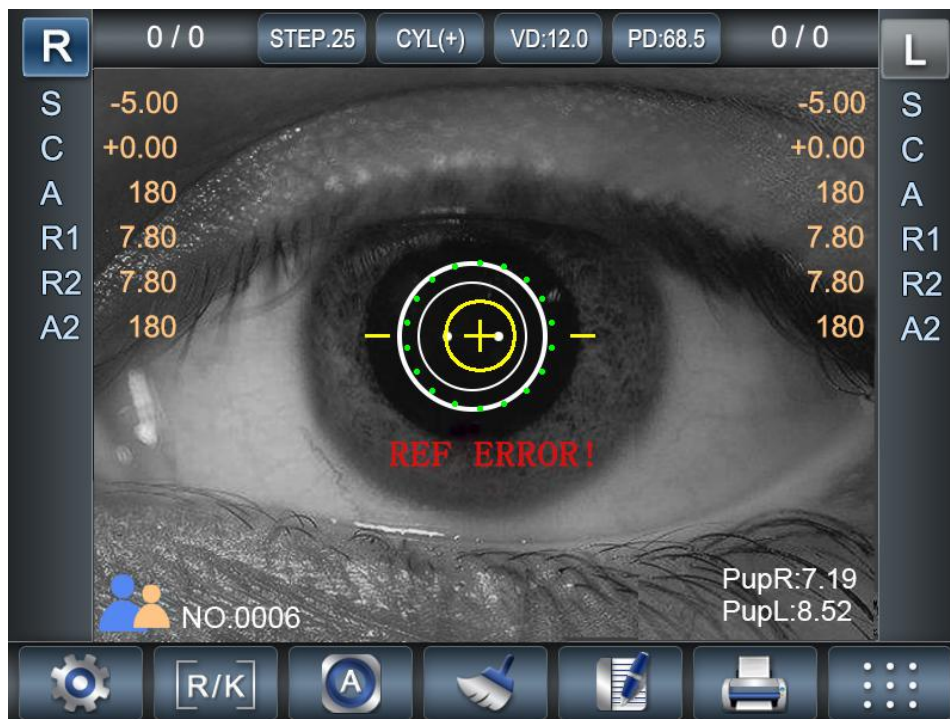 R 0 / 0 STEP.25 CYL(+) VD:12.0 PD:68.5 0 / 0 L
S -5.00 -5.00 S
C +0.00 +0.00 C
A 180 180 A
R1 7.80 7.80 R1
R2 7.80 7.80 R2
A2 180 180 A2
REF ERROR!
PupR:7.19
NO.0006 PupL:8.52
[R/K] A